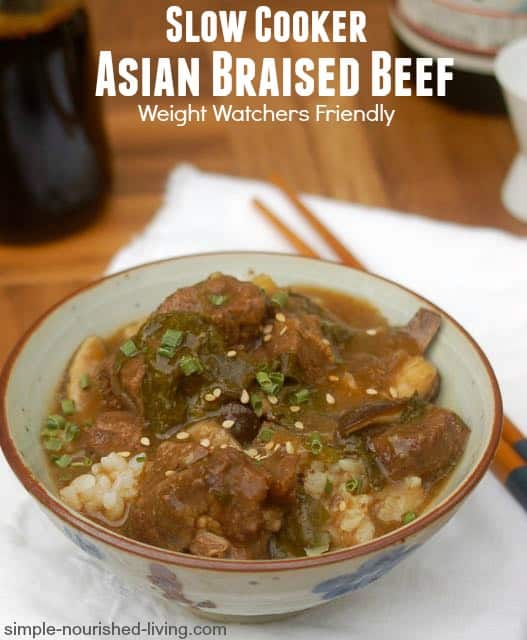 Slow Cooker
Asian Braised Beef
Weight Watchers Friendly
simple-nourished-living.com